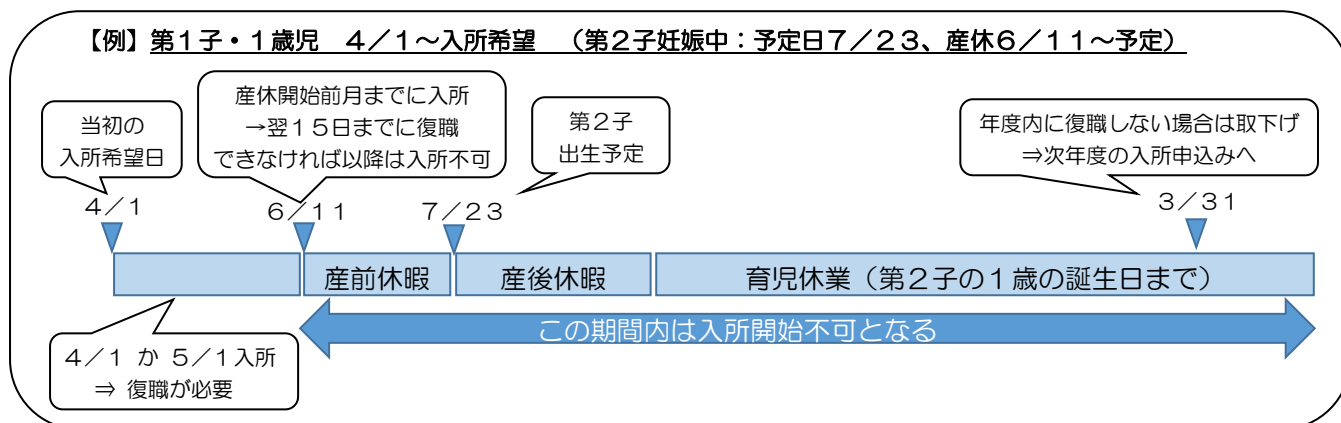 【例】第１子・１歳児　４／１～入所希望　（第２子妊娠中：予定日７／２３、産休６／１１～予定）
当初の
入所希望日
産休開始前月までに入所
→翌１５日までに復職
できなければ以降は入所不可
第２子
出生予定
年度内に復職しない場合は取下げ
⇒次年度の入所申込みへ
４／１
６／１１
７／２３
３／３１
産前休暇
産後休暇
育児休業（第２子の１歳の誕生日まで）
この期間内は入所開始不可となる
４／１ か ５／１入所
⇒ 復職が必要